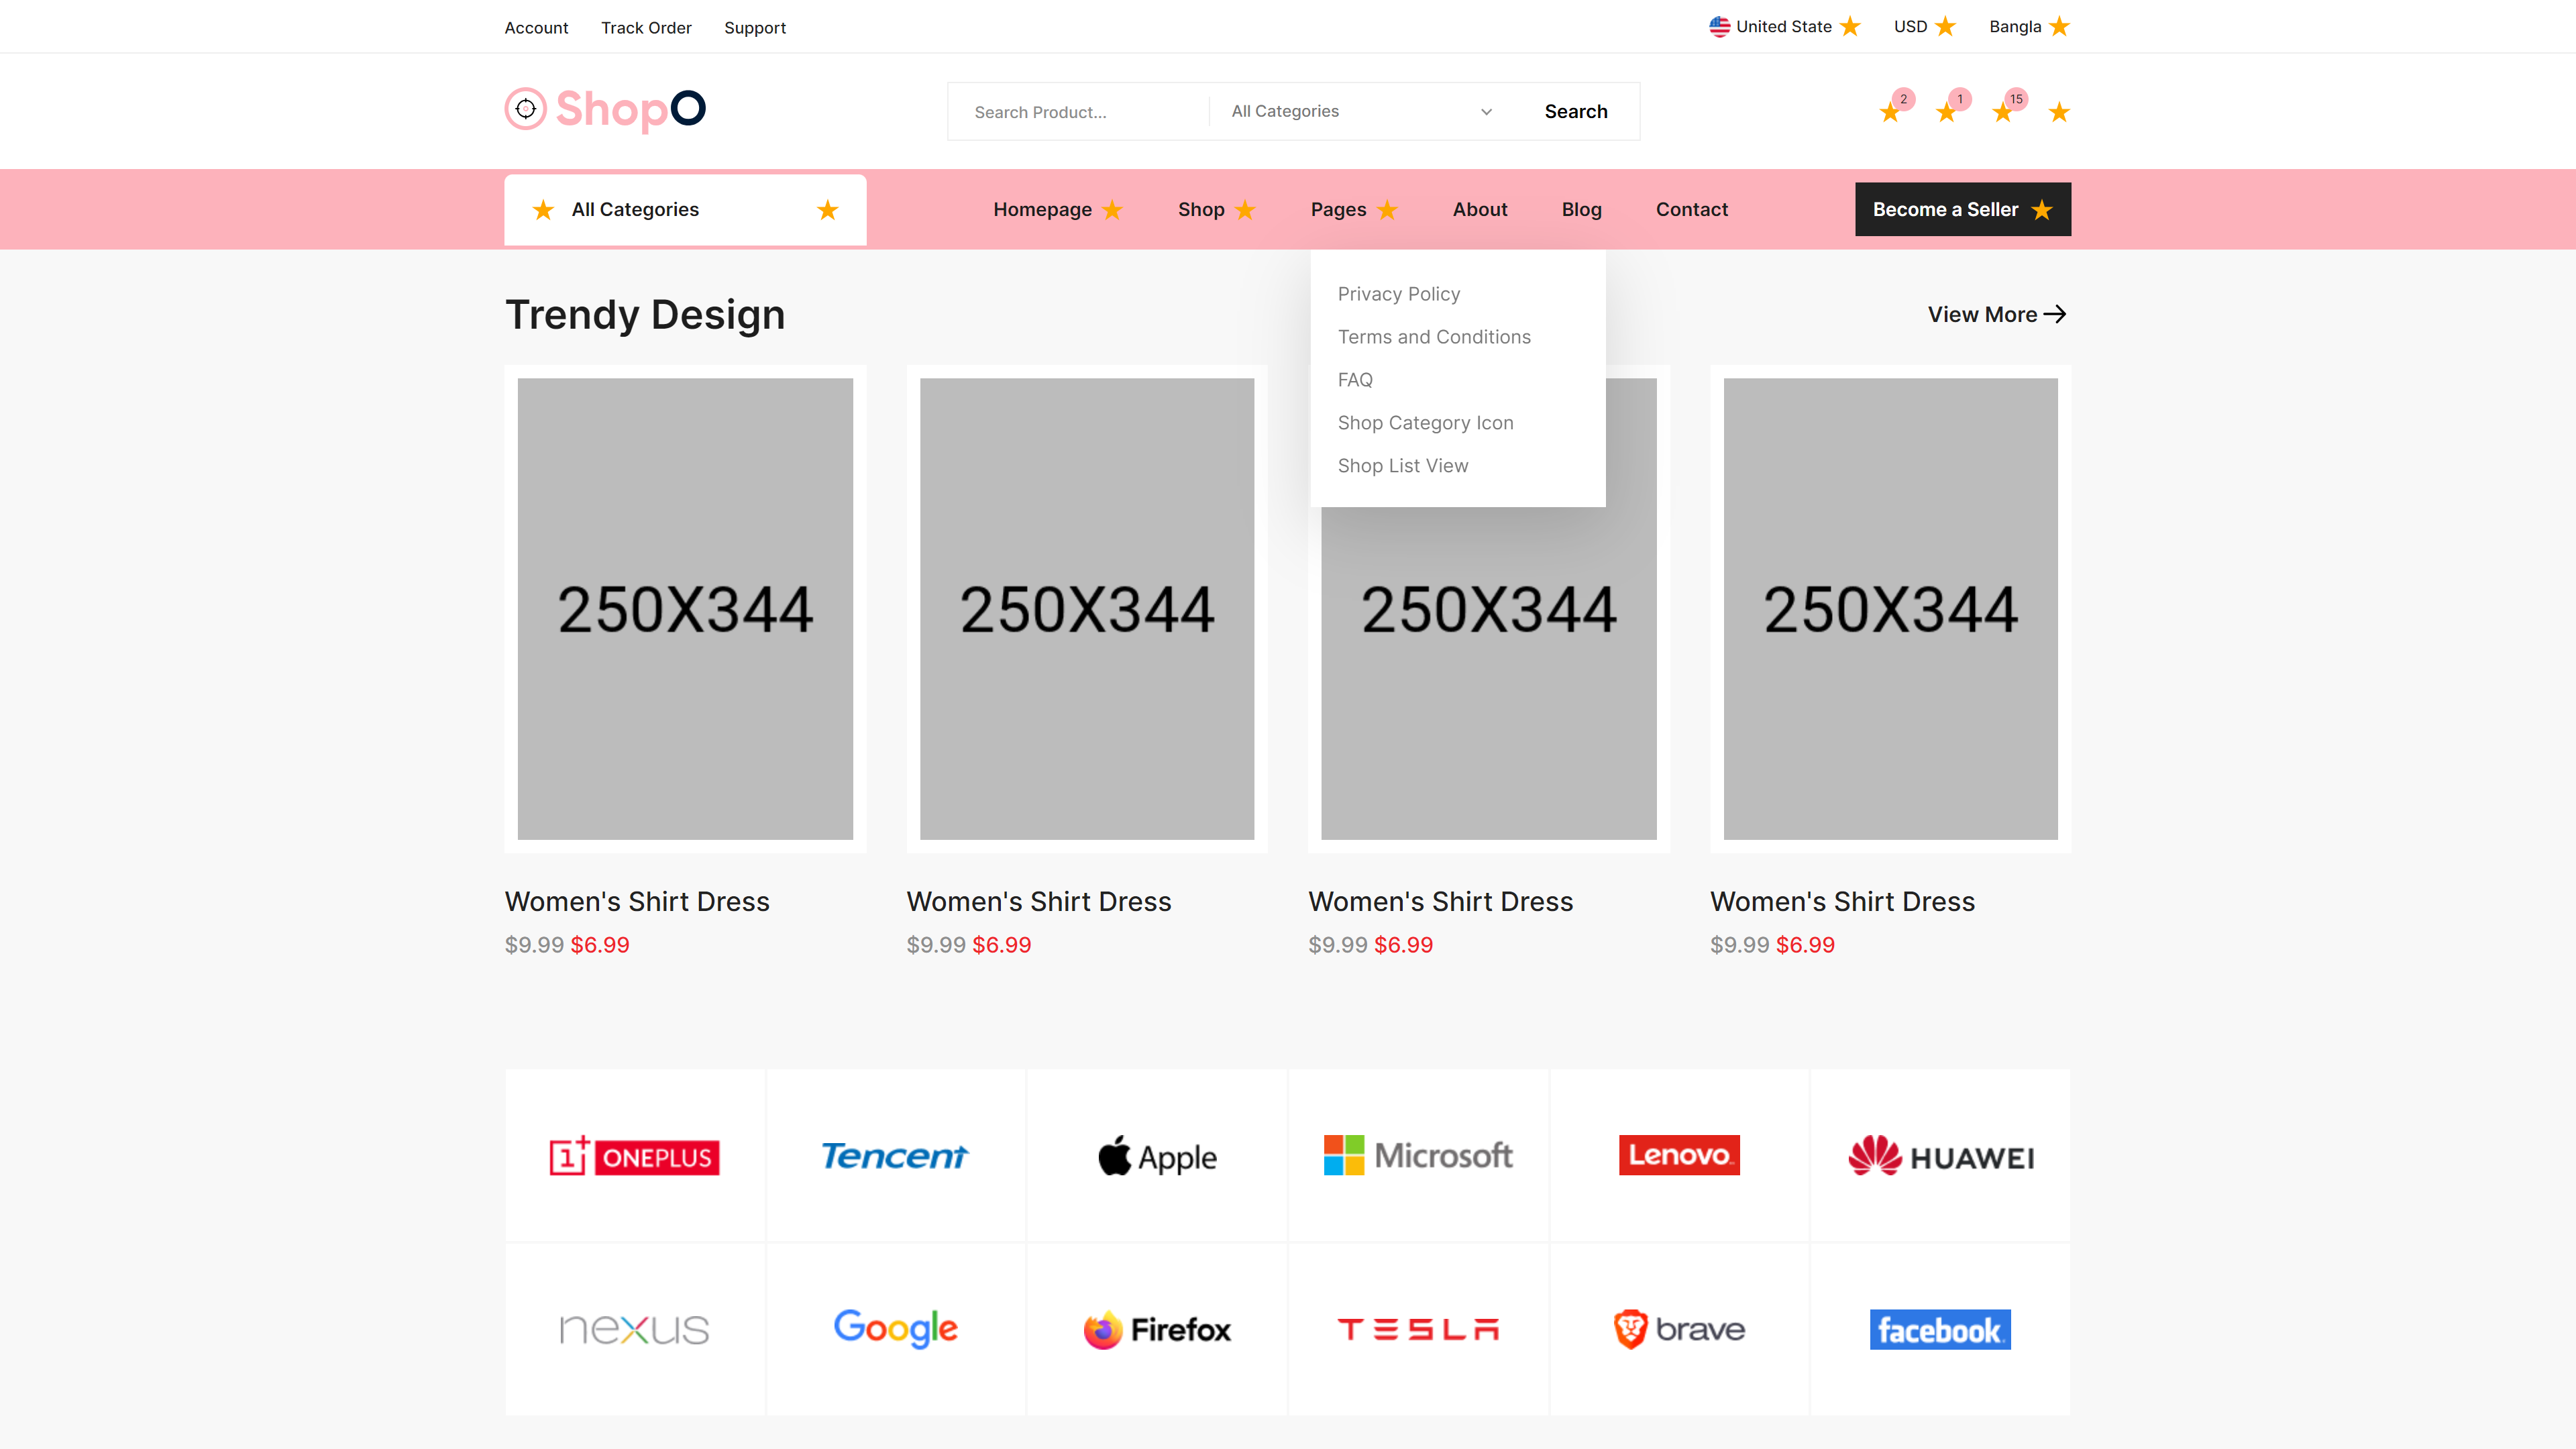 Account Track Order Support United State USD Bangla
ShopO Search Product... All Categories Search 2 1 15
All Categories Homepage Shop Pages About Blog Contact Become a Seller
Trendy Design View More
Privacy Policy
Terms and Conditions
FAQ
Shop Category Icon
Shop List View
250X344 250X344 250X344 250X344
Women's Shirt Dress Women's Shirt Dress Women's Shirt Dress Women's Shirt Dress
$9.99 $6.99 $9.99 $6.99 $9.99 $6.99 $9.99 $6.99
1+ ONEPLUS Tencent Apple Microsoft Lenovo HUAWEI
nexus Google Firefox TESLA brave facebook